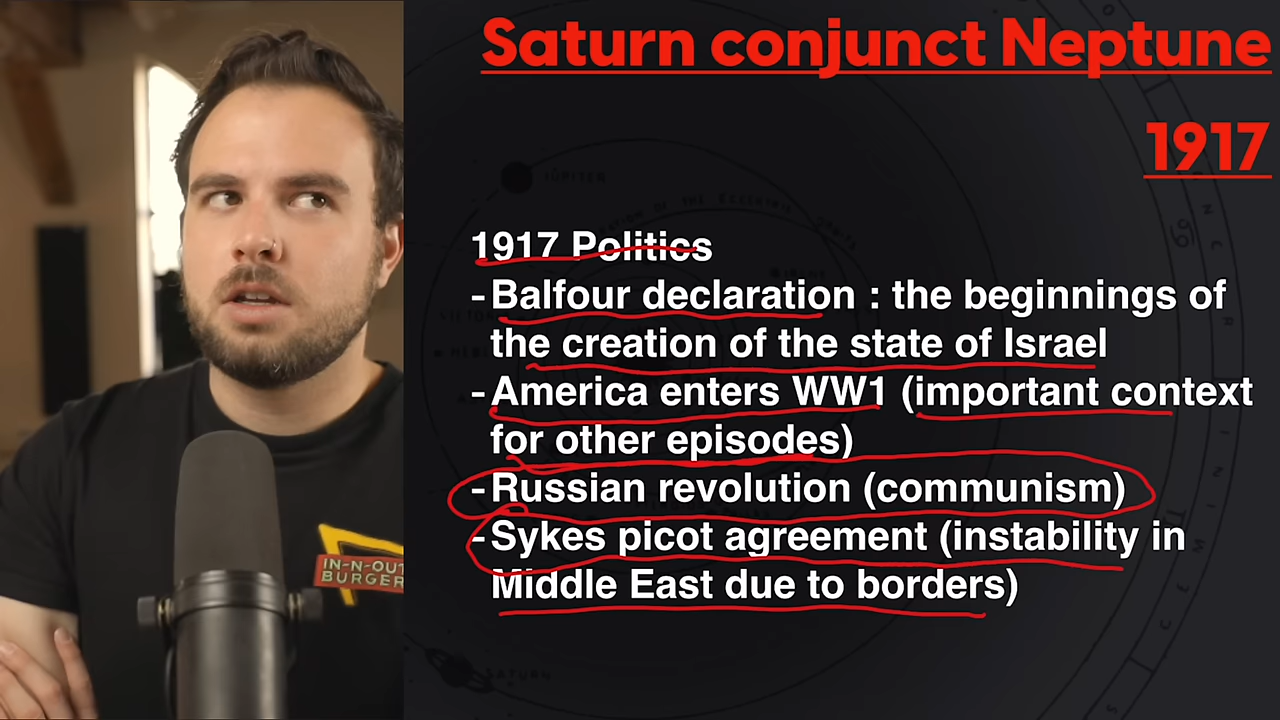 Saturn conjunct Neptune
1917
JUPITER
1917 Politics
-Balfour declaration : the beginnings of
the creation of the state of Israel
-America enters WW1 (important context
for other episodes)
-Russian revolution (communism)
-Sykes picot agreement (instability in
Middle East due to borders)
IN-N-OUT
BURGER
SATURN